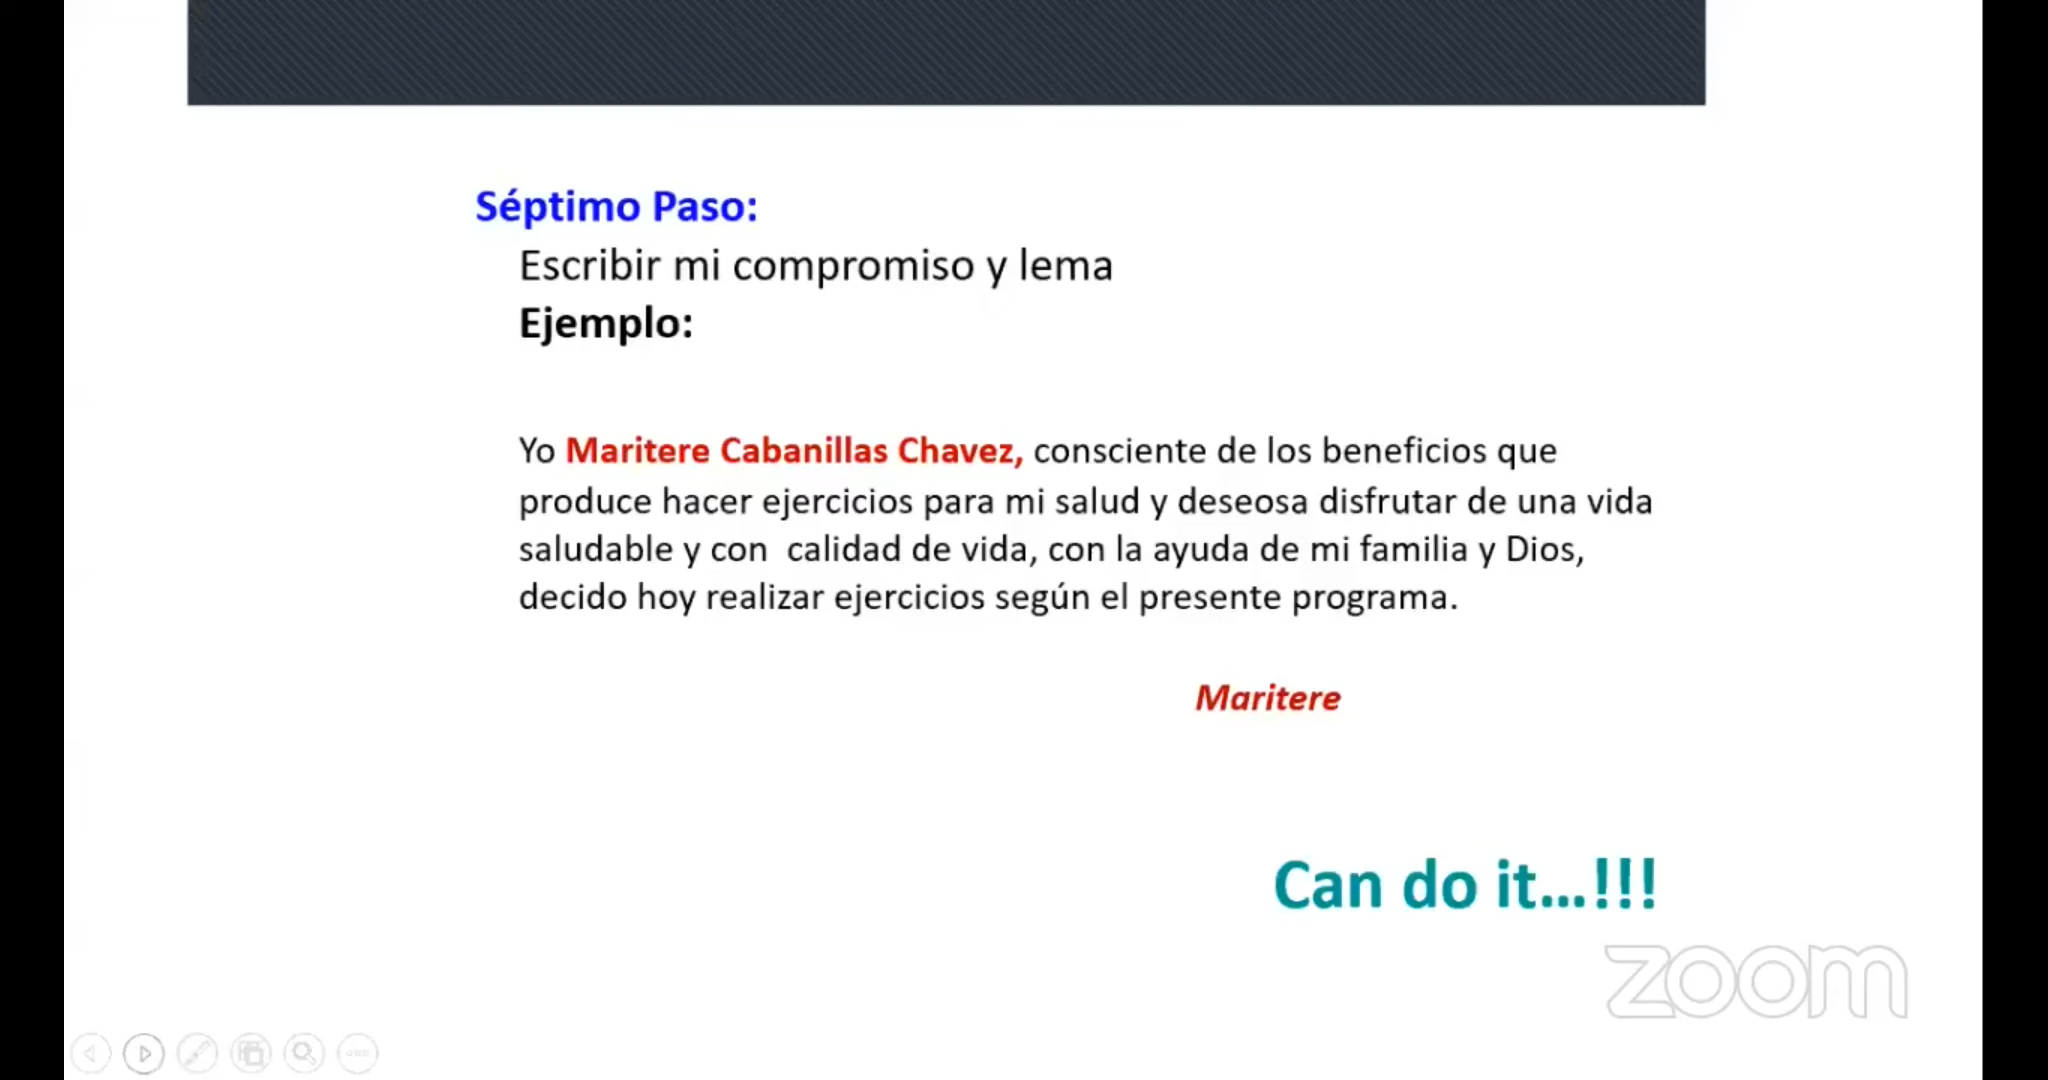 Séptimo Paso:
Escribir mi compromiso y lema
Ejemplo:
Yo Maritere Cabanillas Chavez, consciente de los beneficios que
produce hacer ejercicios para mi salud y deseosa disfrutar de una vida
saludable y con  calidad de vida, con la ayuda de mi familia y Dios,
decido hoy realizar ejercicios según el presente programa.
Maritere
Can do it...!!!
zoom